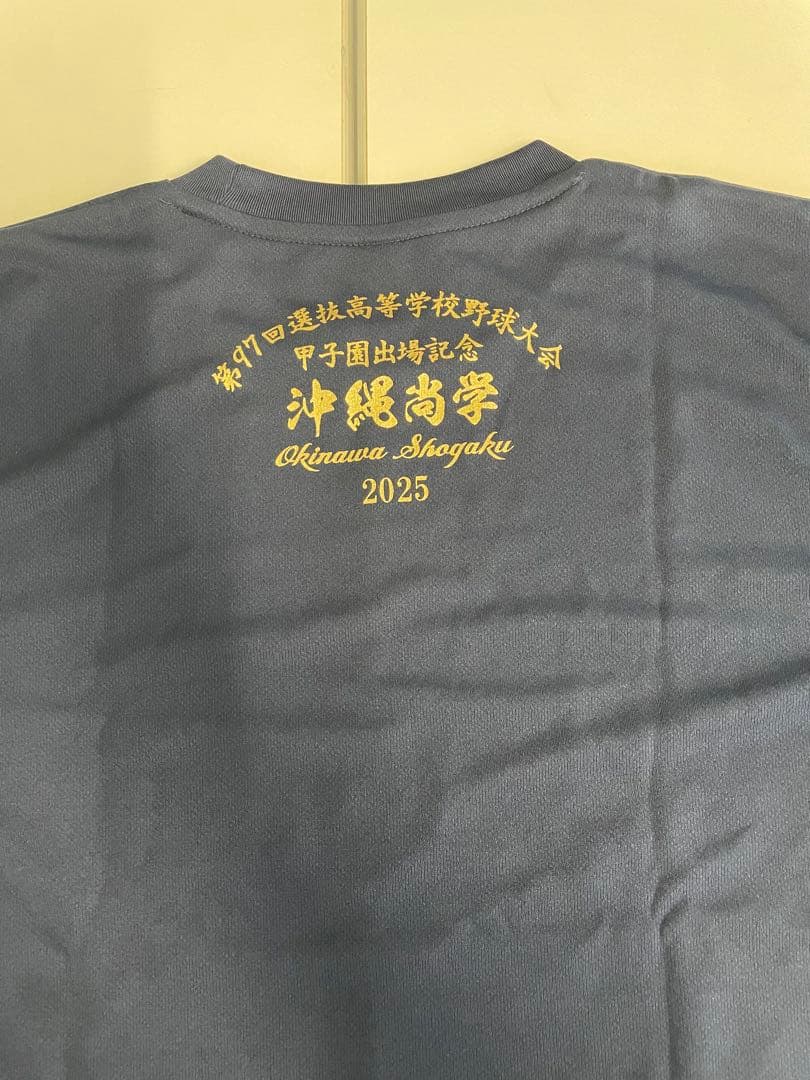 第97回選抜高等学校野球大会
甲子園出場記念
沖縄尚学
Okinawa Shogaku
2025